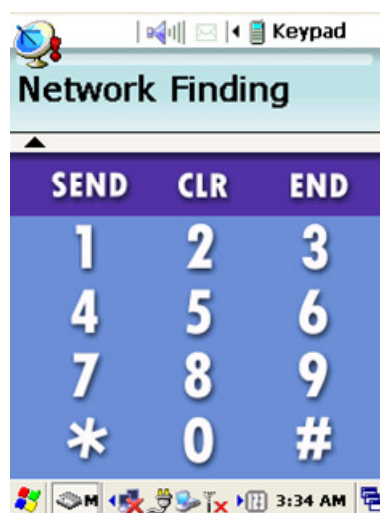 Keypad
Network Finding
SEND CLR END
1 2 3
4 5 6
7 8 9
* 0 #
M 3:34 AM